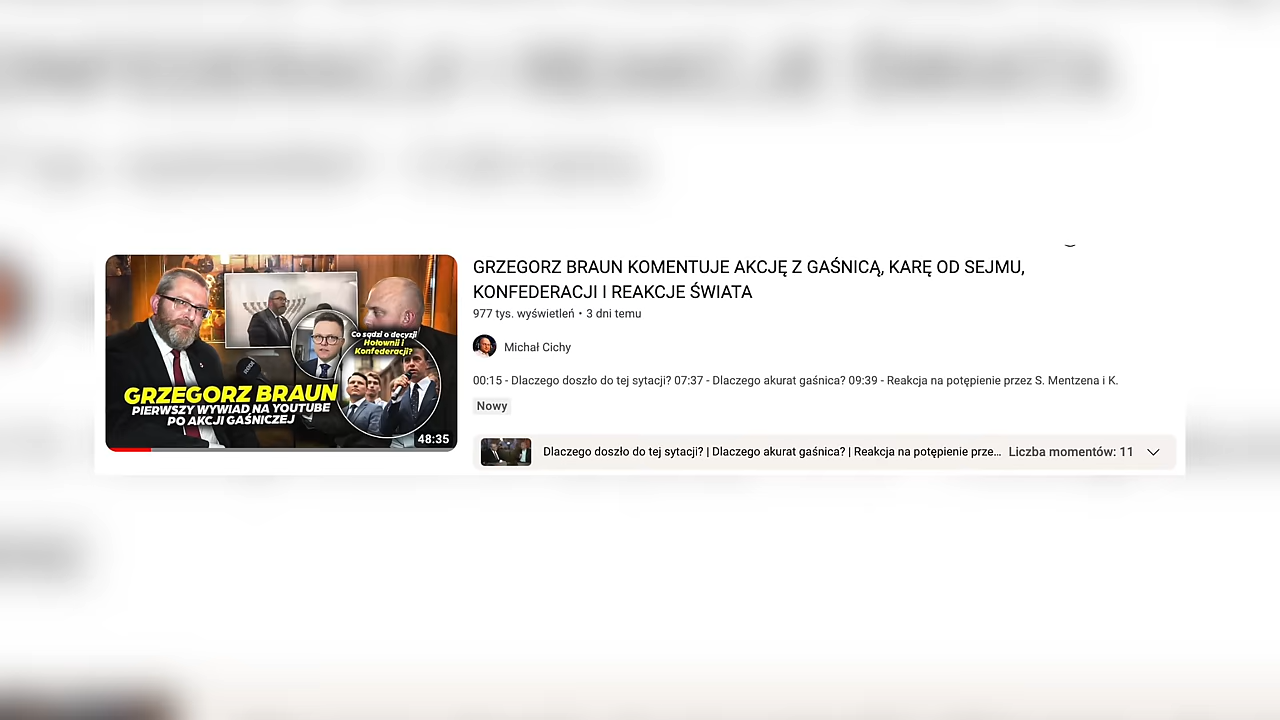 GRZEGORZ BRAUN KOMENTUJE AKCJĘ Z GAŚNICĄ, KARĘ OD SEJMU,
KONFEDERACJI I REAKCJE ŚWIATA
977 tys. wyświetleń • 3 dni temu
Michał Cichy
00:15 - Dlaczego doszło do tej sytacji? 07:37 - Dlaczego akurat gaśnica? 09:39 - Reakcja na potępienie przez S. Mentzena i K.
Nowy
Dlaczego doszło do tej sytacji? | Dlaczego akurat gaśnica? | Reakcja na potępienie prze... Liczba momentów: 11
Co sądzi o decyzji
Hołowni i
Konfederacji?
GRZEGORZ BRAUN
PIERWSZY WYWIAD NA YOUTUBE
PO AKCJI GAŚNICZEJ
48:35